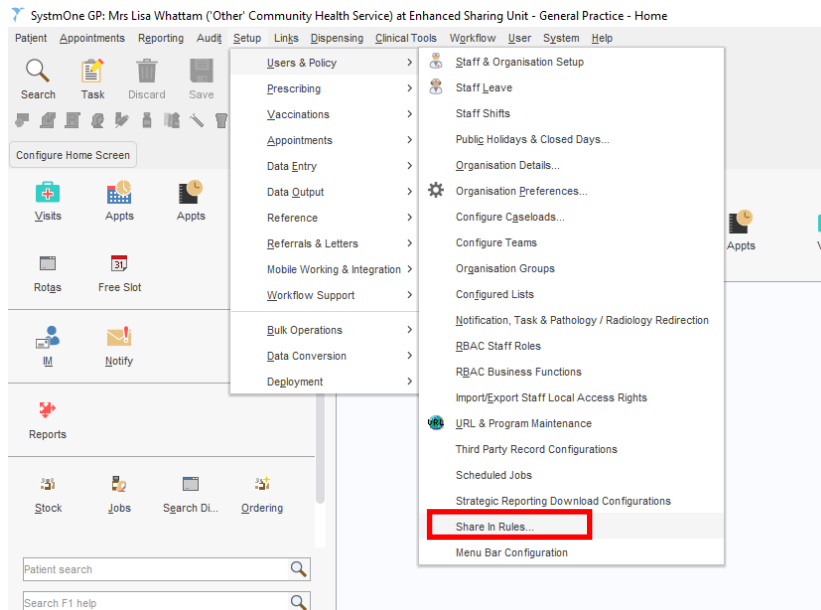 SystmOne GP: Mrs Lisa Whattam ('Other' Community Health Service) at Enhanced Sharing Unit - General Practice - Home
Patient Appointments Reporting Audit Setup Links Dispensing Clinical Tools Workflow User System Help
Search Task Discard Save
Configure Home Screen
Visits Appts Appts
Rotas Free Slot
31
IM Notify
Reports
Stock Jobs Search Di... Ordering
Patient search
Search F1 help
Users & Policy
Prescribing
Vaccinations
Appointments
Data Entry
Data Output
Reference
Referrals & Letters
Mobile Working & Integration
Workflow Support
Bulk Operations
Data Conversion
Deployment
Staff & Organisation Setup
Staff Leave
Staff Shifts
Public Holidays & Closed Days...
Organisation Details...
Organisation Preferences...
Configure Caseloads...
Configure Teams
Organisation Groups
Configured Lists
Notification, Task & Pathology / Radiology Redirection
RBAC Staff Roles
RBAC Business Functions
Import/Export Staff Local Access Rights
URL URL & Program Maintenance
Third Party Record Configurations
Scheduled Jobs
Strategic Reporting Download Configurations
Share In Rules...
Menu Bar Configuration
Appts